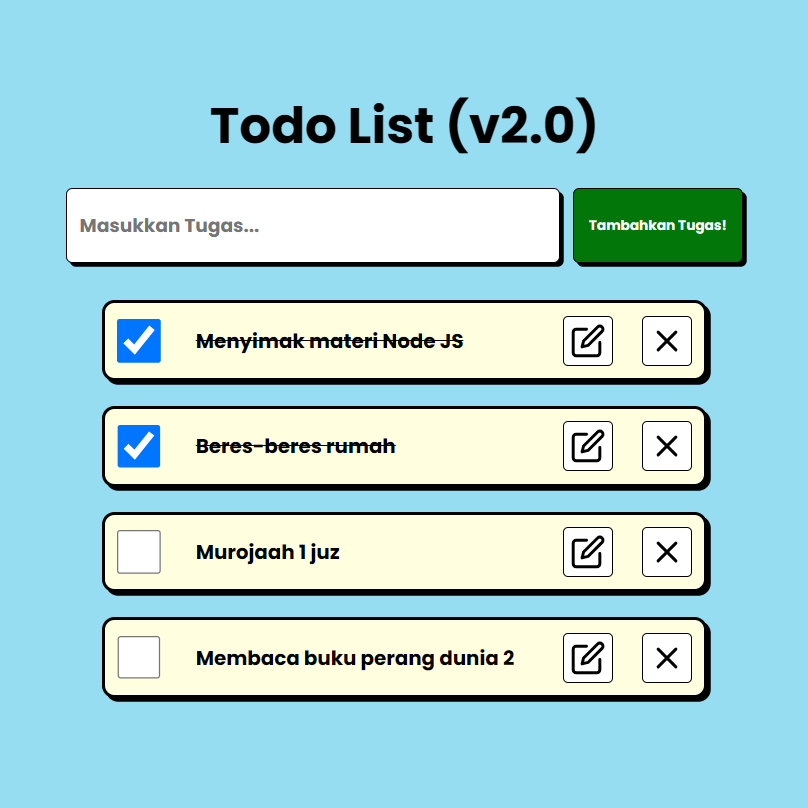 Todo List (v2.0)
Masukkan Tugas...
Tambahkan Tugas!
Menyimak materi Node JS
Beres-beres rumah
Murojaah 1 juz
Membaca buku perang dunia 2